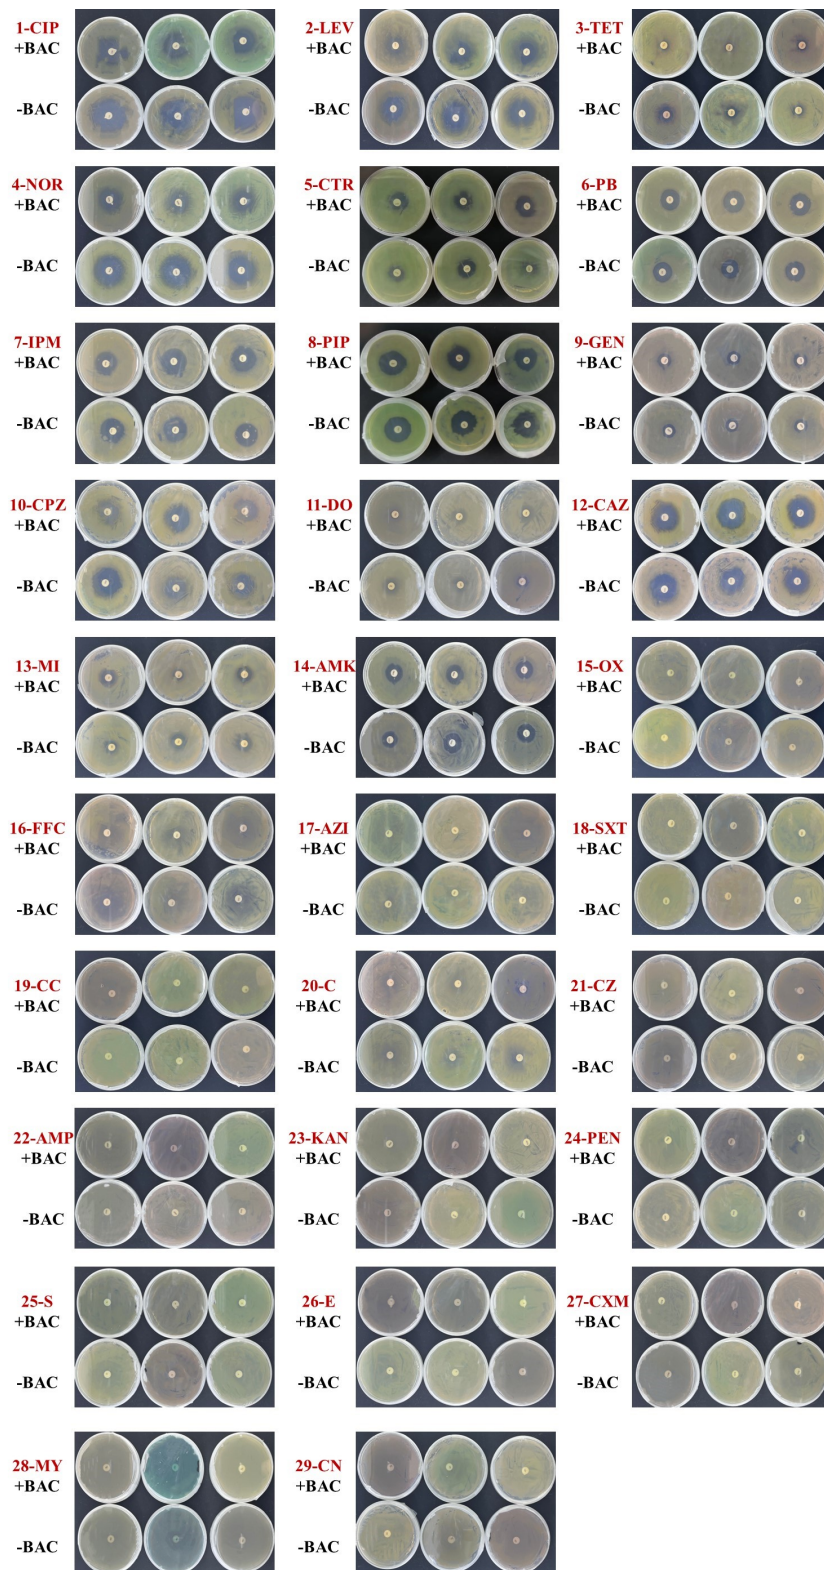 1-CIP
+BAC
-BAC
2-LEV
+BAC
-BAC
3-TET
+BAC
-BAC
4-NOR
+BAC
-BAC
5-CTR
+BAC
-BAC
6-PB
+BAC
-BAC
7-IPM
+BAC
-BAC
8-PIP
+BAC
-BAC
9-GEN
+BAC
-BAC
10-CPZ
+BAC
-BAC
11-DO
+BAC
-BAC
12-CAZ
+BAC
-BAC
13-MI
+BAC
-BAC
14-AMK
+BAC
-BAC
15-OX
+BAC
-BAC
16-FFC
+BAC
-BAC
17-AZI
+BAC
-BAC
18-SXT
+BAC
-BAC
19-CC
+BAC
-BAC
20-C
+BAC
-BAC
21-CZ
+BAC
-BAC
22-AMP
+BAC
-BAC
23-KAN
+BAC
-BAC
24-PEN
+BAC
-BAC
25-S
+BAC
-BAC
26-E
+BAC
-BAC
27-CXM
+BAC
-BAC
28-MY
+BAC
-BAC
29-CN
+BAC
-BAC